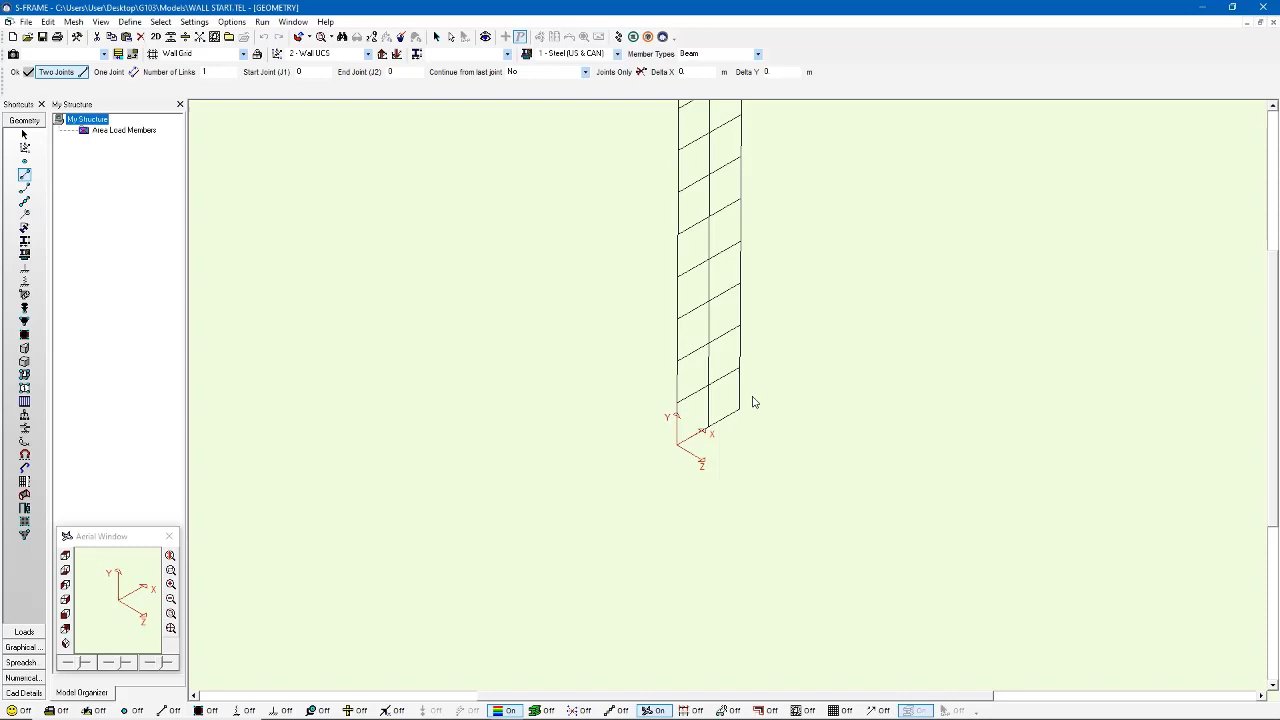 S-FRAME - C:\Users\User\Desktop\G103\Models\WALL START.TEL - [GEOMETRY]
File Edit Mesh View Define Select Settings Options Run Window Help
Wall Grid 2 - Wall UCS 1 - Steel (US & CAN) Member Types Beam
Ok Two Joints One Joint Number of Links 1 Start Joint (J1) 0 End Joint (J2) 0 Continue from last joint No Joints Only Delta X 0. m Delta Y 0. m
Shortcuts My Structure
Geometry
My Structure
Area Load Members
Y
X
Z
Aerial Window
Y
X
Z
Loads
Graphical ...
Spreadsh...
Numerical...
Cad Details
Model Organizer
Off Off Off Off Off Off Off Off Off Off Off Off Off On Off Off Off On Off Off Off Off Off Off On Off